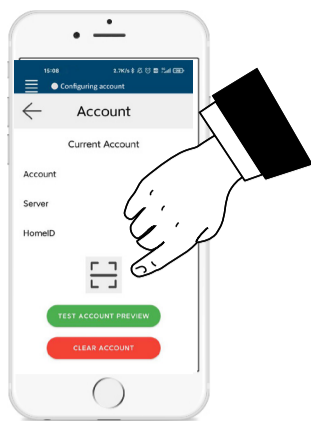 15:08
Configuring account
Account
Current Account
Account
Server
HomeID
TEST ACCOUNT PREVIEW
CLEAR ACCOUNT